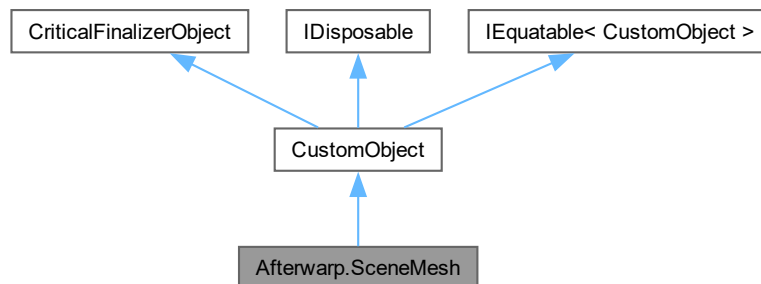 CriticalFinalizerObject
IDisposable
IEquatable< CustomObject >
CustomObject
Afterwarp.SceneMesh